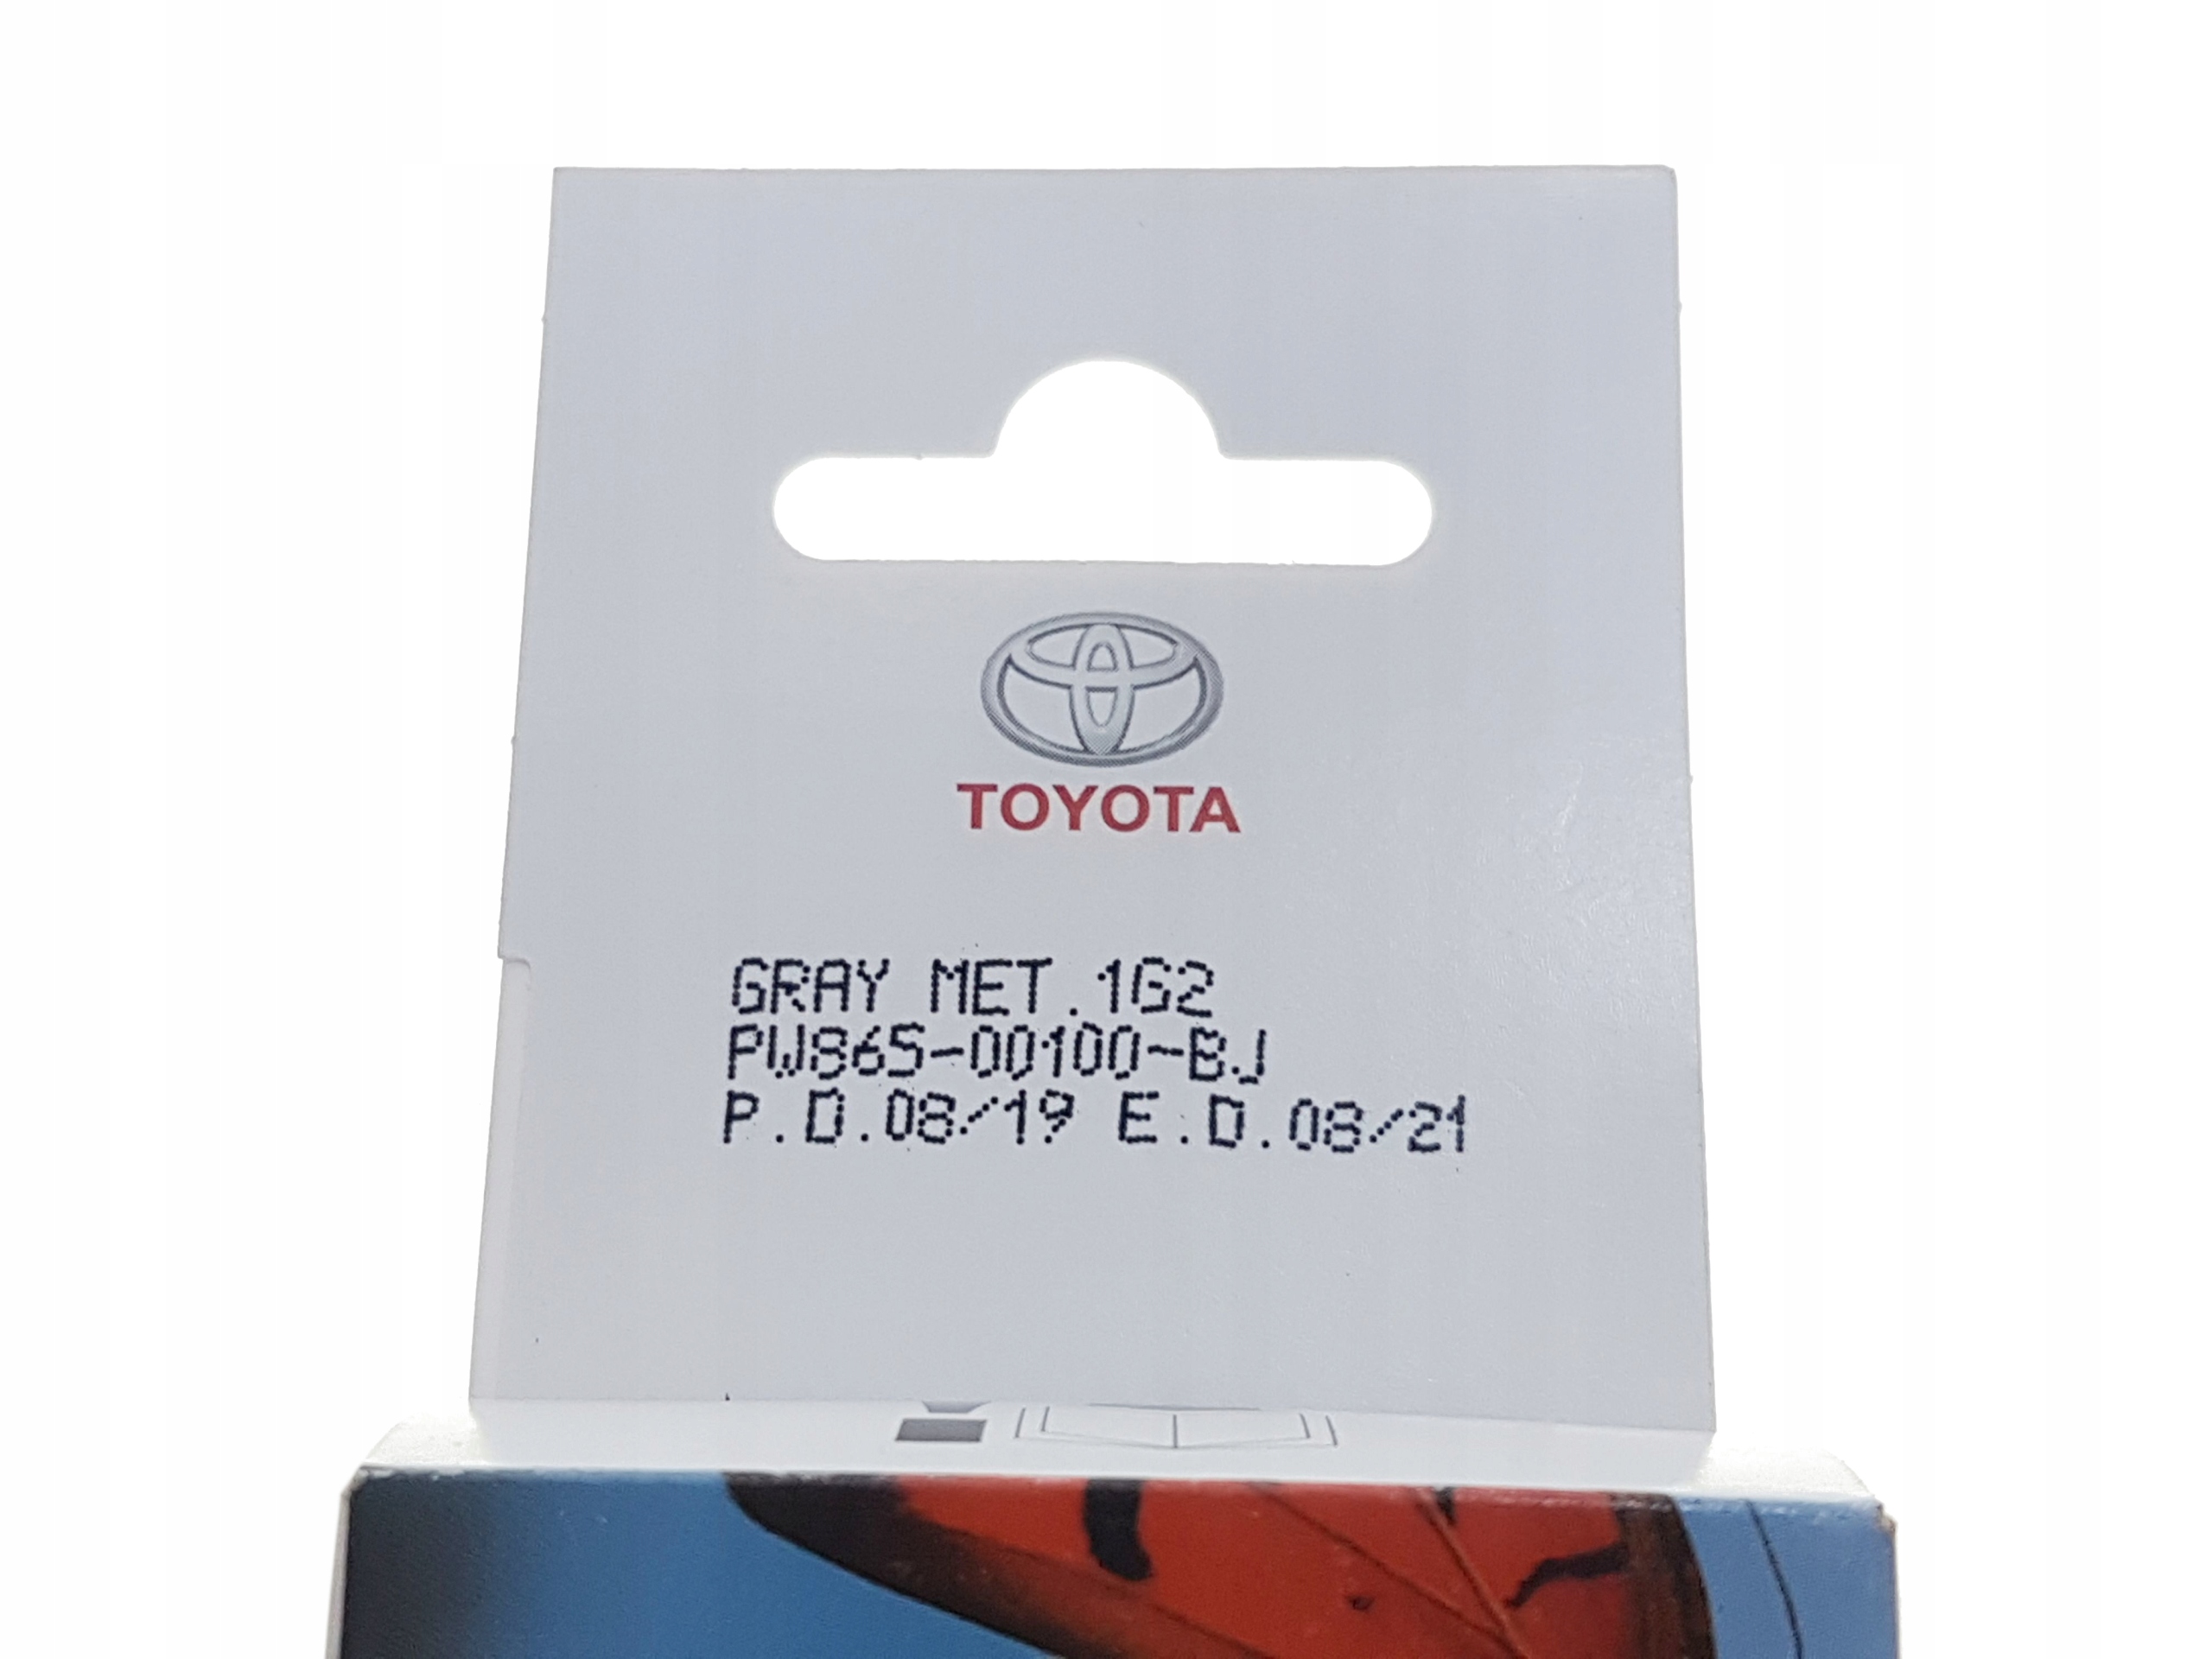 TOYOTA
GRAY MET.1G2
PW865-00100-BJ
P.D.08/19 E.D.08/21